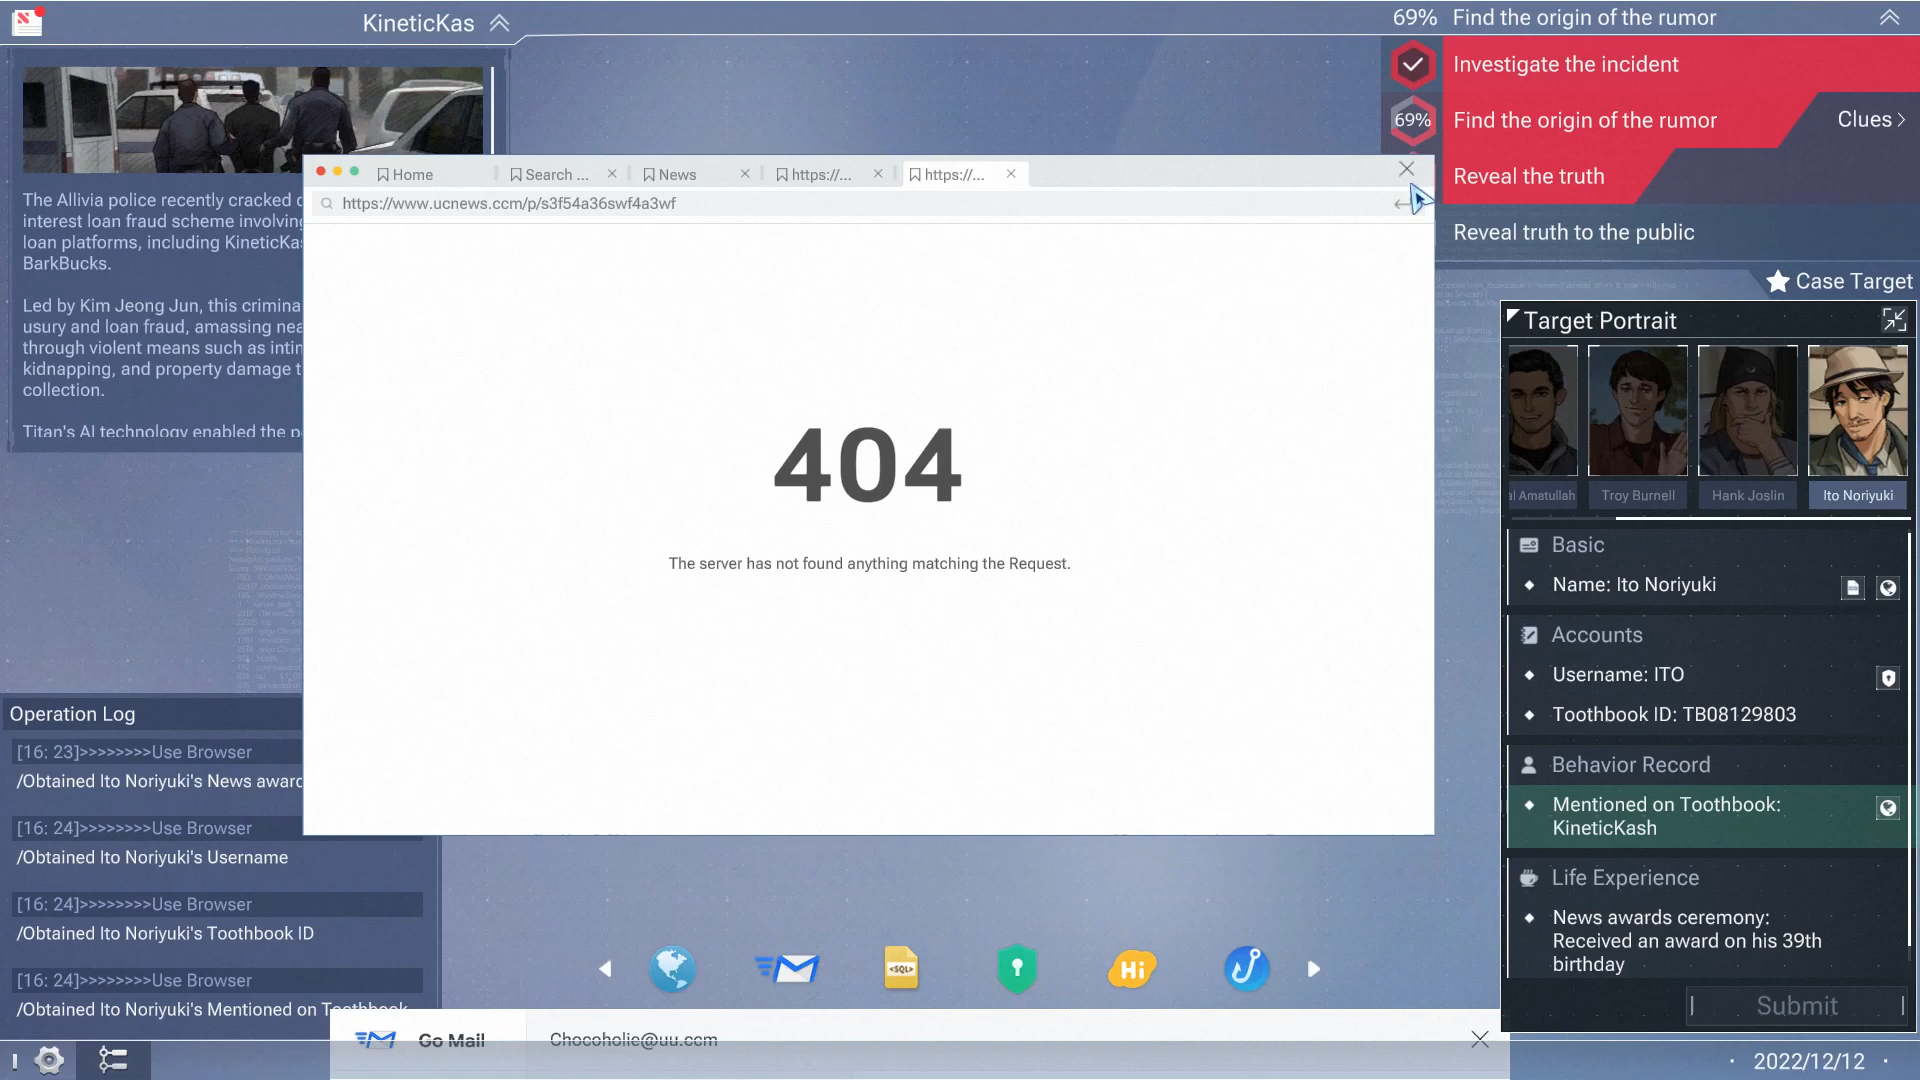 KineticKas
69% Find the origin of the rumor
Investigate the incident
69% Find the origin of the rumor
Clues
Reveal the truth
Reveal truth to the public
Case Target
The Allivia police recently cracked
interest loan fraud scheme involving
loan platforms, including KineticKas
BarkBucks.
Led by Kim Jeong Jun, this crimina
usury and loan fraud, amassing nea
through violent means such as intin
kidnapping, and property damage t
collection.
Titan's AI technology enabled the p
Home
Search ...
News
https://...
https://...
https://www.ucnews.ccm/p/s3f54a36swf4a3wf
404
The server has not found anything matching the Request.
Target Portrait
al Amatullah
Troy Burnell
Hank Joslin
Ito Noriyuki
Basic
Name: Ito Noriyuki
Accounts
Username: ITO
Toothbook ID: TB08129803
Behavior Record
Mentioned on Toothbook:
KineticKash
Life Experience
News awards ceremony:
Received an award on his 39th
birthday
Submit
Operation Log
[16: 23]>>>>>>>>Use Browser
/Obtained Ito Noriyuki's News award
[16: 24]>>>>>>>>Use Browser
/Obtained Ito Noriyuki's Username
[16: 24]>>>>>>>>Use Browser
/Obtained Ito Noriyuki's Toothbook ID
[16: 24]>>>>>>>>Use Browser
/Obtained Ito Noriyuki's Mentioned on Toothbook
<SQL>
Hi
Go Mail
Chocoholic@uu.ccm
2022/12/12